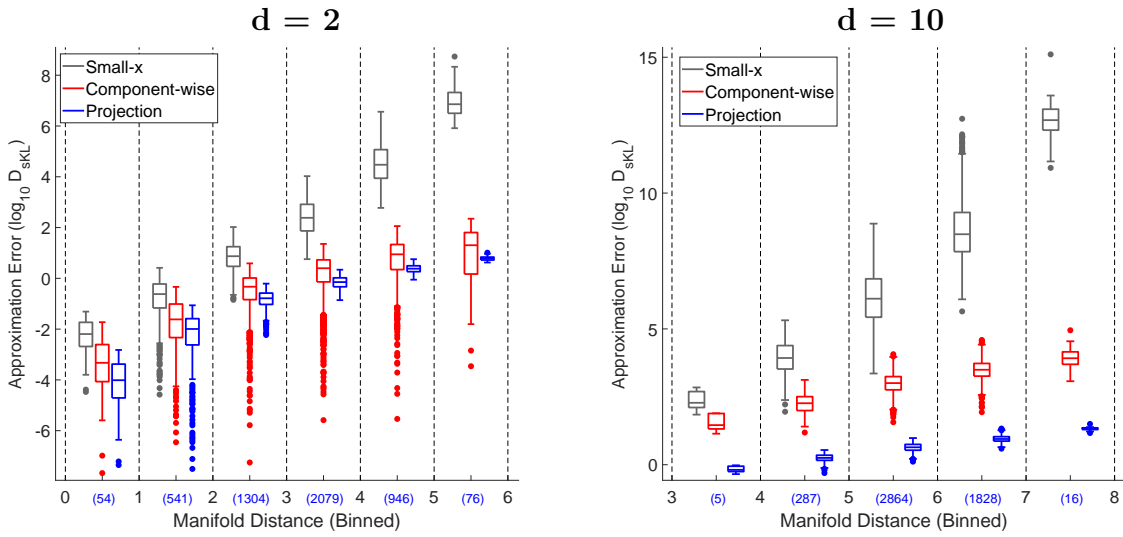 d = 2
8
6
4
2
0
-2
-4
-6
Approximation Error (log10 DsKL)
Small-x
Component-wise
Projection
0 (54) 1 (541) 2 (1304) 3 (2079) 4 (946) 5 (76) 6
Manifold Distance (Binned)
d = 10
15
10
5
0
Approximation Error (log10 DsKL)
Small-x
Component-wise
Projection
3 (5) 4 (287) 5 (2864) 6 (1828) 7 (16) 8
Manifold Distance (Binned)